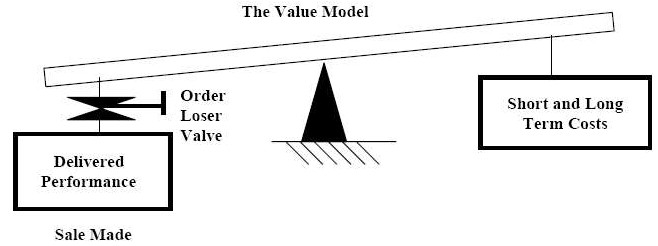 The Value Model
Order
Loser
Valve
Short and Long
Term Costs
Delivered
Performance
Sale Made